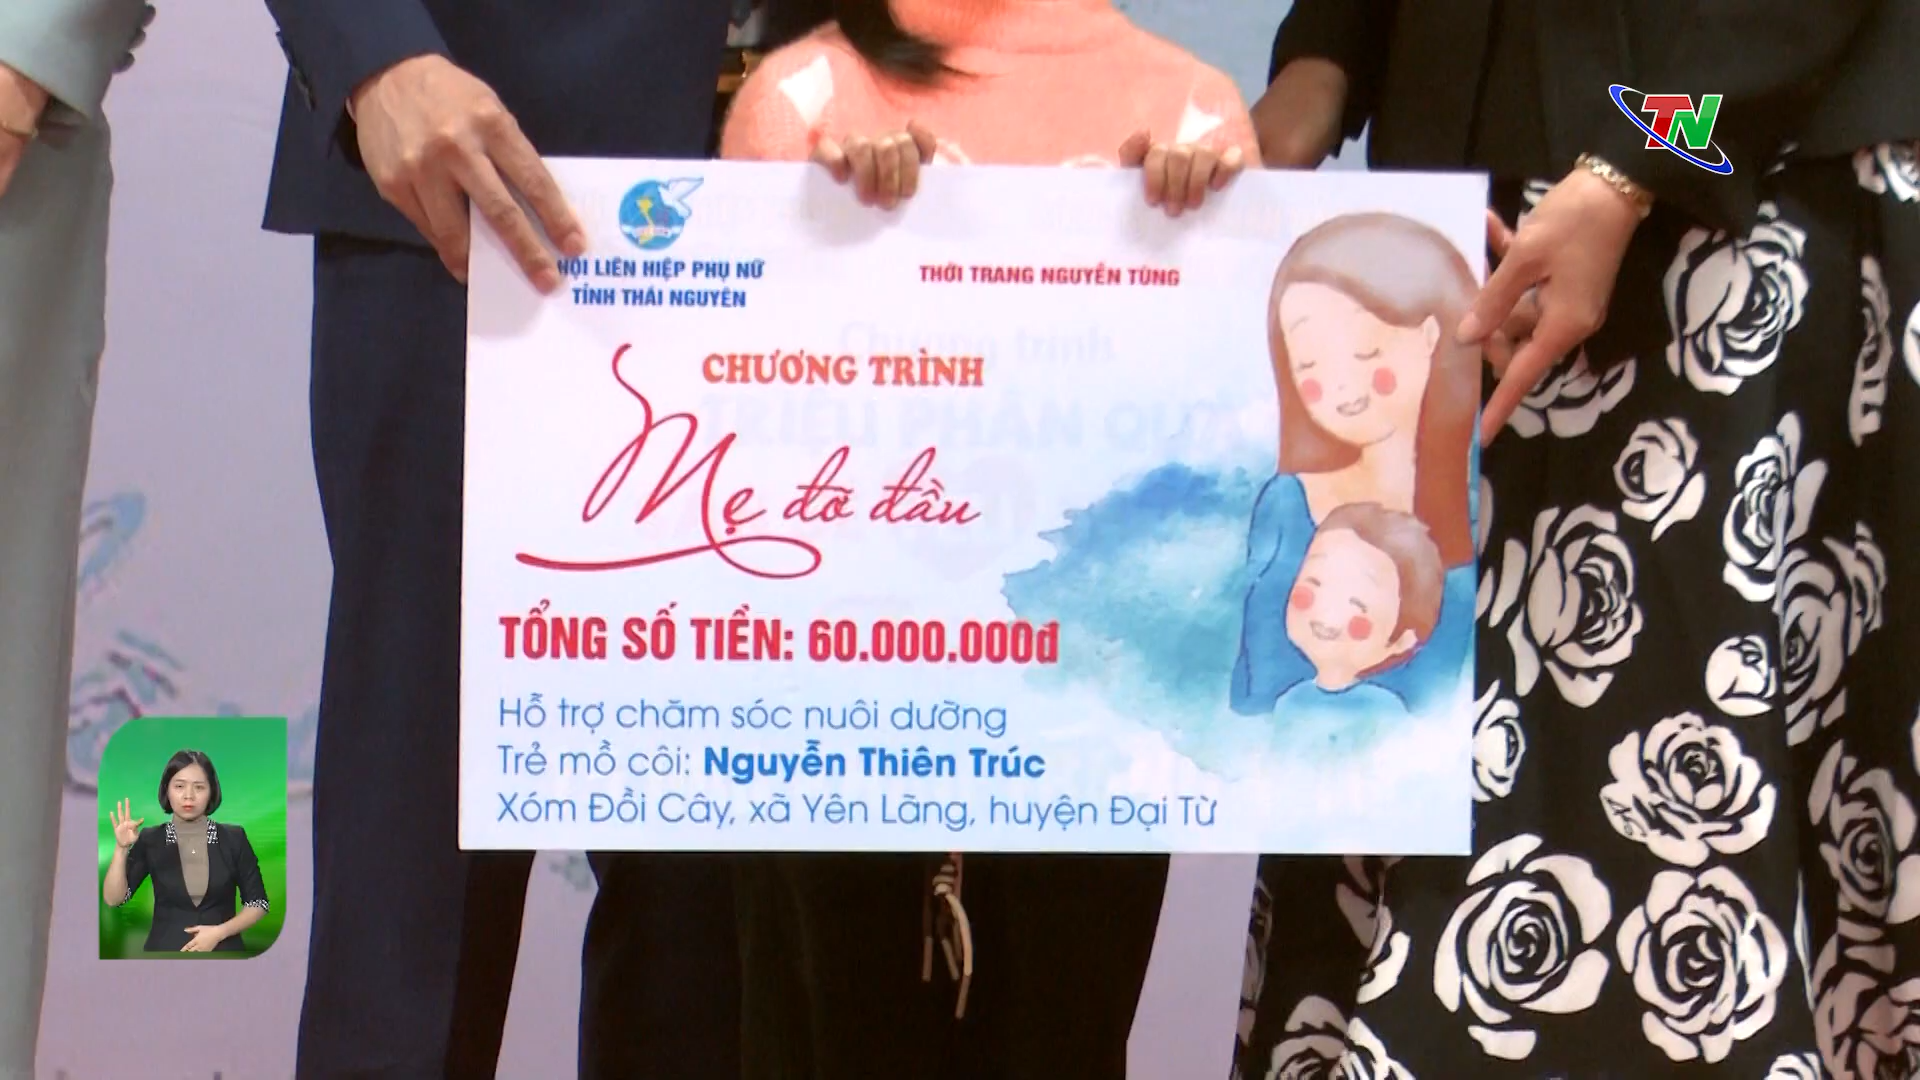 TN
HỘI LIÊN HIỆP PHỤ NỮ
TỈNH THÁI NGUYÊN
THỜI TRANG NGUYỄN TÙNG
CHƯƠNG TRÌNH
Mẹ đỡ đầu
TỔNG SỐ TIỀN: 60.000.000đ
Hỗ trợ chăm sóc nuôi dưỡng
Trẻ mồ côi: Nguyễn Thiên Trúc
Xóm Đồi Cây, xã Yên Lãng, huyện Đại Từ